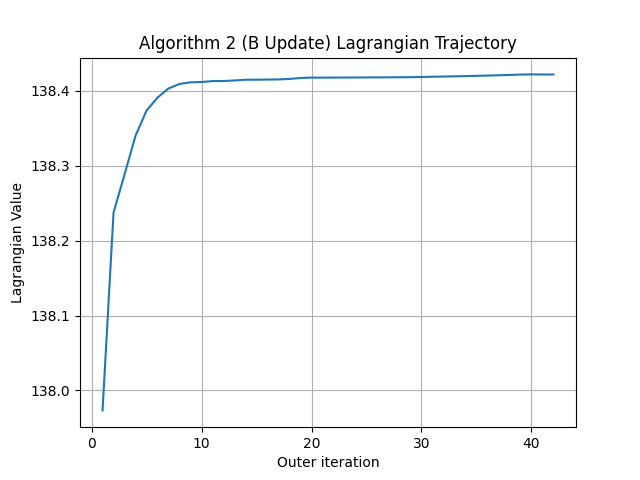 Algorithm 2 (B Update) Lagrangian Trajectory
Lagrangian Value
138.4
138.3
138.2
138.1
138.0
0 10 20 30 40
Outer iteration